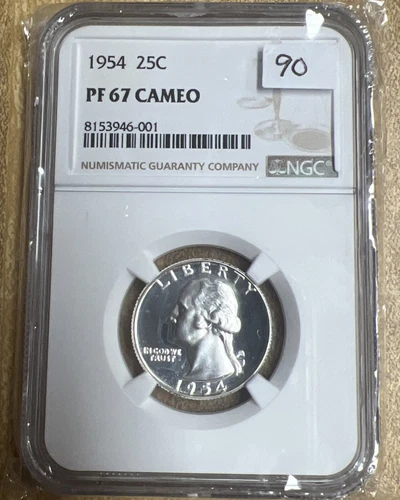 1954 25C
90
PF 67 CAMEO
8153946-001
NUMISMATIC GUARANTY COMPANY
NGC
LIBERTY
IN GOD WE
TRUST
1954